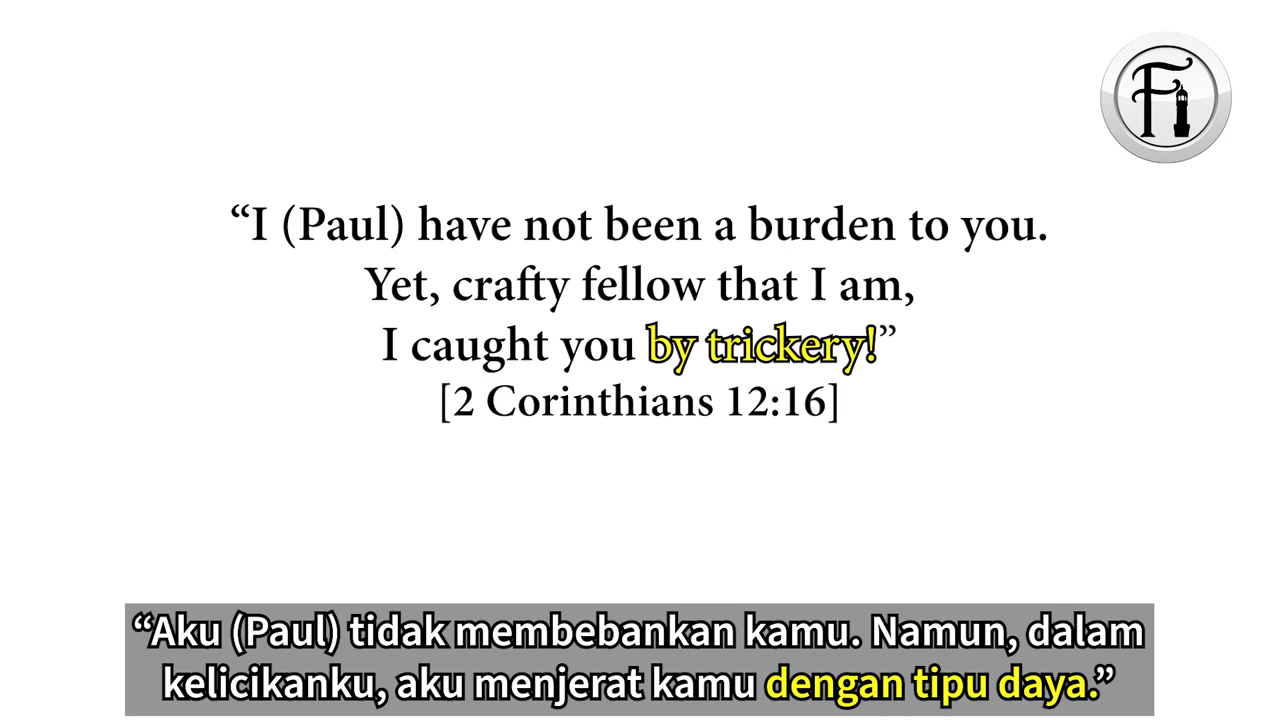 Fi
“I (Paul) have not been a burden to you.
Yet, crafty fellow that I am,
I caught you by trickery!”
[2 Corinthians 12:16]
“Aku (Paul) tidak membebankan kamu. Namun, dalam
kelicikanku, aku menjerat kamu dengan tipu daya.”